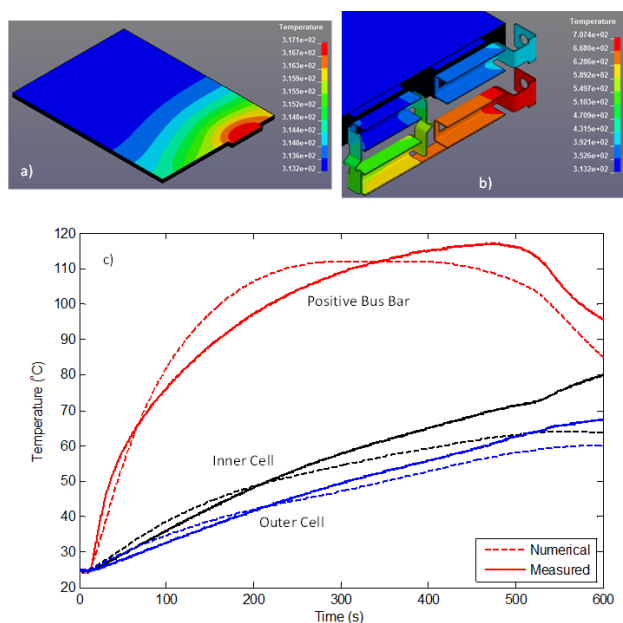 Temperature
3.171e+02
3.167e+02
3.163e+02
3.159e+02
3.155e+02
3.152e+02
3.148e+02
3.144e+02
3.140e+02
3.136e+02
3.132e+02
a)
Temperature
7.074e+02
6.680e+02
6.286e+02
5.892e+02
5.497e+02
5.103e+02
4.709e+02
4.315e+02
3.921e+02
3.526e+02
3.132e+02
b)
c)
Temperature (°C)
120
110
100
90
80
70
60
50
40
30
20
Positive Bus Bar
Inner Cell
Outer Cell
Numerical
Measured
0 100 200 300 400 500 600
Time (s)